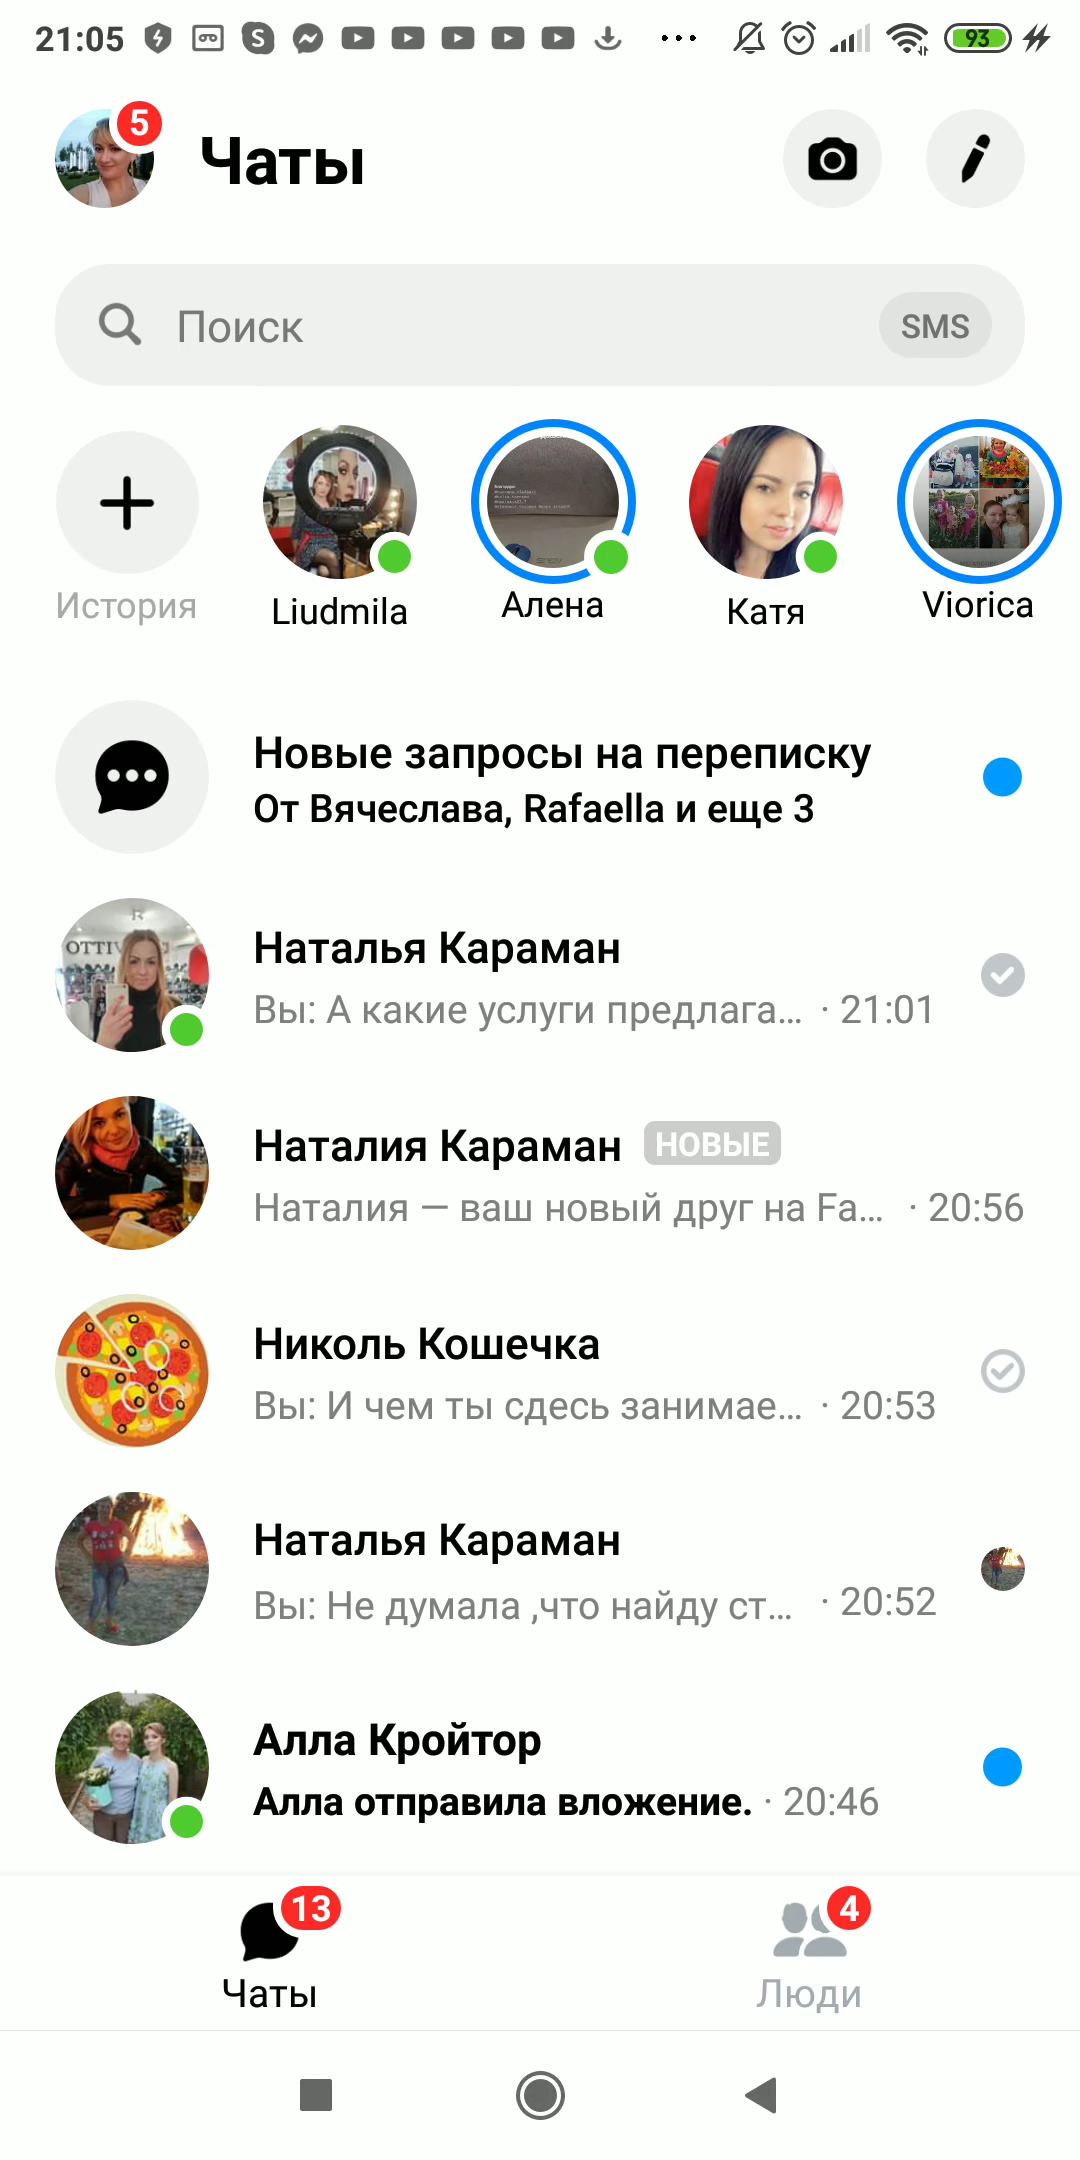 21:05
93
5
Чаты
Поиск
SMS
История
Liudmila
Алена
Катя
Viorica
Новые запросы на переписку
От Вячеслава, Rafaella и еще 3
Наталья Караман
Вы: А какие услуги предлага... · 21:01
Наталия Караман НОВЫЕ
Наталия — ваш новый друг на Fa... · 20:56
Николь Кошечка
Вы: И чем ты сдесь занимае... · 20:53
Наталья Караман
Вы: Не думала ,что найду ст... · 20:52
Алла Кройтор
Алла отправила вложение. · 20:46
13
4
Чаты
Люди